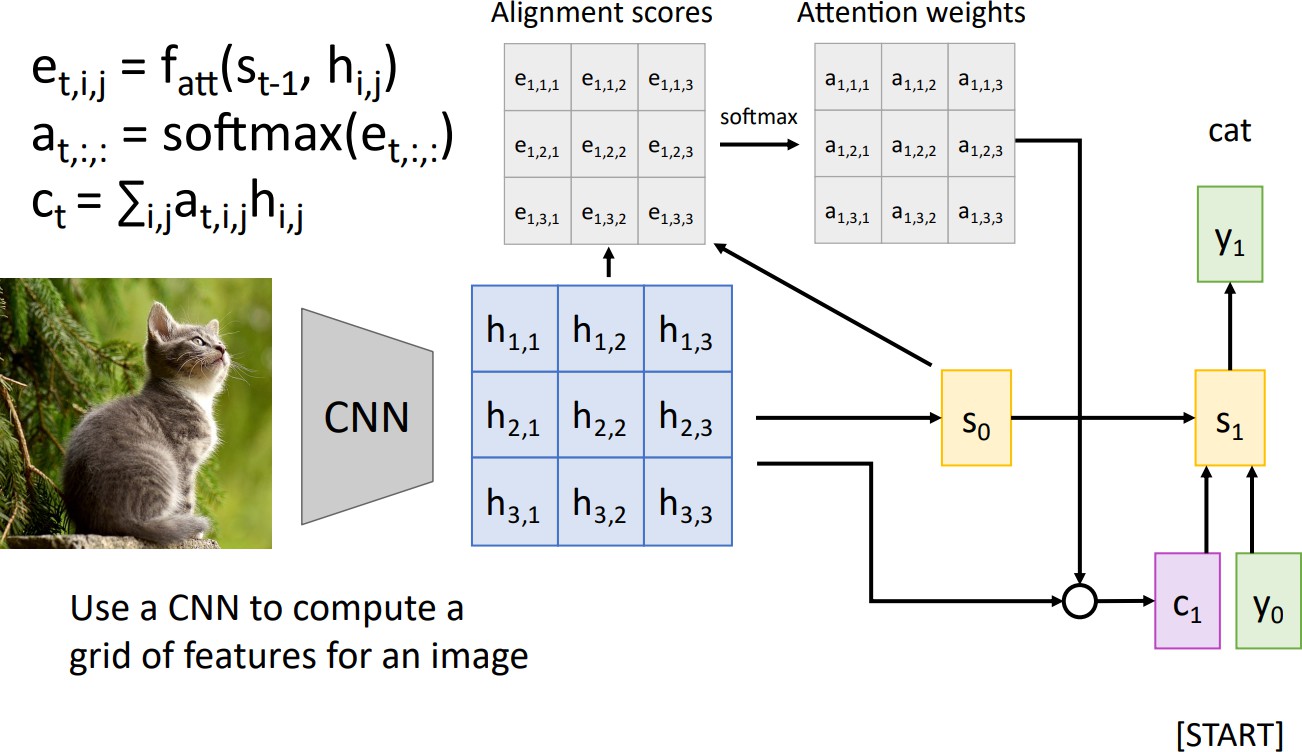 Alignment scores
Attention weights
e_{t,i,j} = f_{att}(s_{t-1}, h_{i,j})
a_{t,:,:} = softmax(e_{t,:,:})
c_t = ∑_{i,j}a_{t,i,j}h_{i,j}
e_{1,1,1} e_{1,1,2} e_{1,1,3}
e_{1,2,1} e_{1,2,2} e_{1,2,3}
e_{1,3,1} e_{1,3,2} e_{1,3,3}
softmax
a_{1,1,1} a_{1,1,2} a_{1,1,3}
a_{1,2,1} a_{1,2,2} a_{1,2,3}
a_{1,3,1} a_{1,3,2} a_{1,3,3}
cat
y_1
CNN
h_{1,1} h_{1,2} h_{1,3}
h_{2,1} h_{2,2} h_{2,3}
h_{3,1} h_{3,2} h_{3,3}
s_0
s_1
c_1
y_0
Use a CNN to compute a
grid of features for an image
[START]